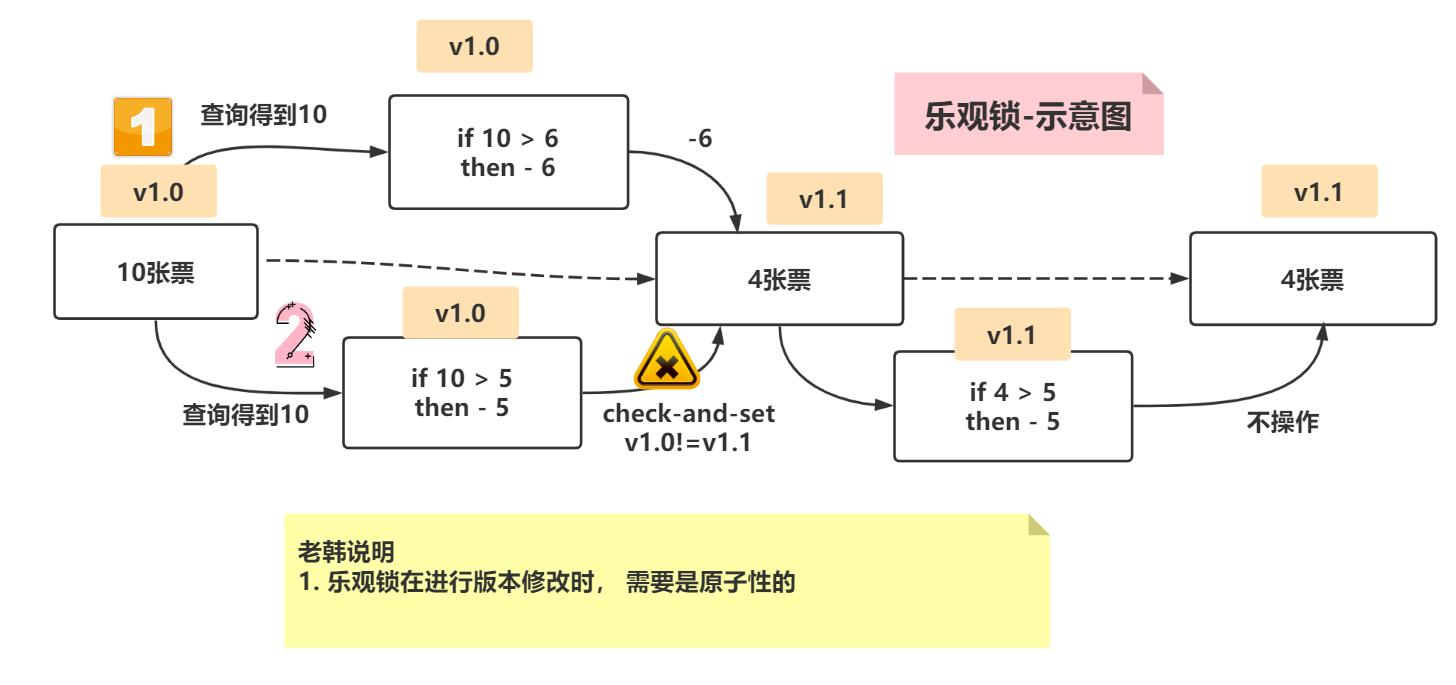 v1.0
1
查询得到10
if 10 > 6
then - 6
-6
乐观锁-示意图
v1.0
10张票
v1.1
4张票
v1.1
4张票
2
v1.0
if 10 > 5
then - 5
查询得到10
check-and-set
v1.0!=v1.1
v1.1
if 4 > 5
then - 5
不操作
老韩说明
1. 乐观锁在进行版本修改时， 需要是原子性的